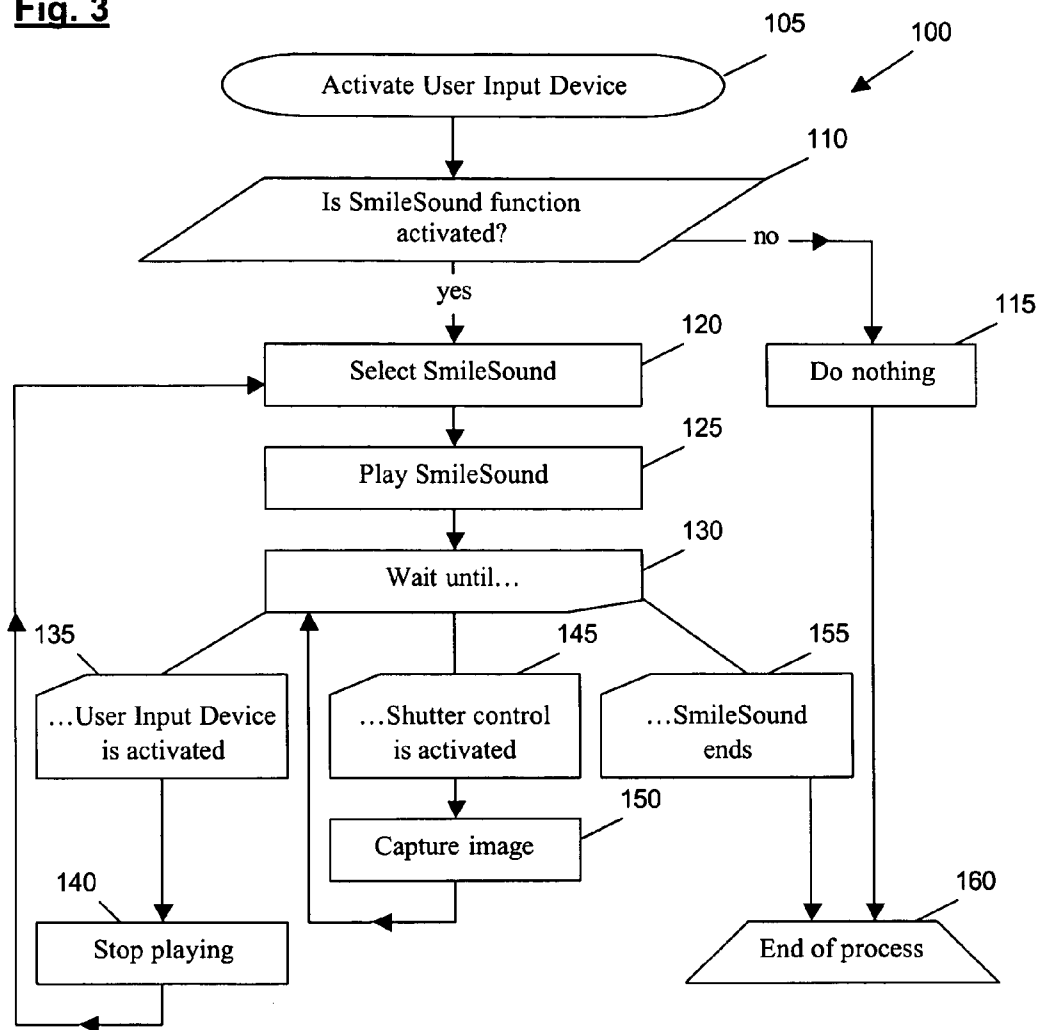 Fig. 3
105
100
Activate User Input Device
110
Is SmileSound function
activated?
no
yes
115
120
Select SmileSound
Do nothing
125
Play SmileSound
130
Wait until...
135
145
155
...User Input Device
is activated
...Shutter control
is activated
...SmileSound
ends
150
Capture image
140
160
Stop playing
End of process